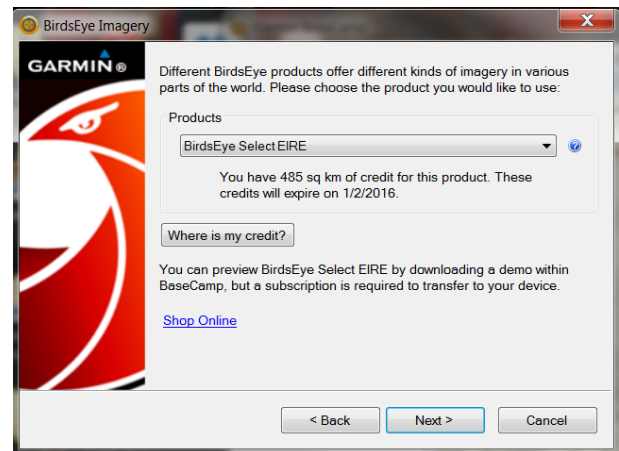 BirdsEye Imagery
GARMIN®
Different BirdsEye products offer different kinds of imagery in various
parts of the world. Please choose the product you would like to use:
Products
BirdsEye Select EIRE
You have 485 sq km of credit for this product. These
credits will expire on 1/2/2016.
Where is my credit?
You can preview BirdsEye Select EIRE by downloading a demo within
BaseCamp, but a subscription is required to transfer to your device.
Shop Online
< Back Next > Cancel